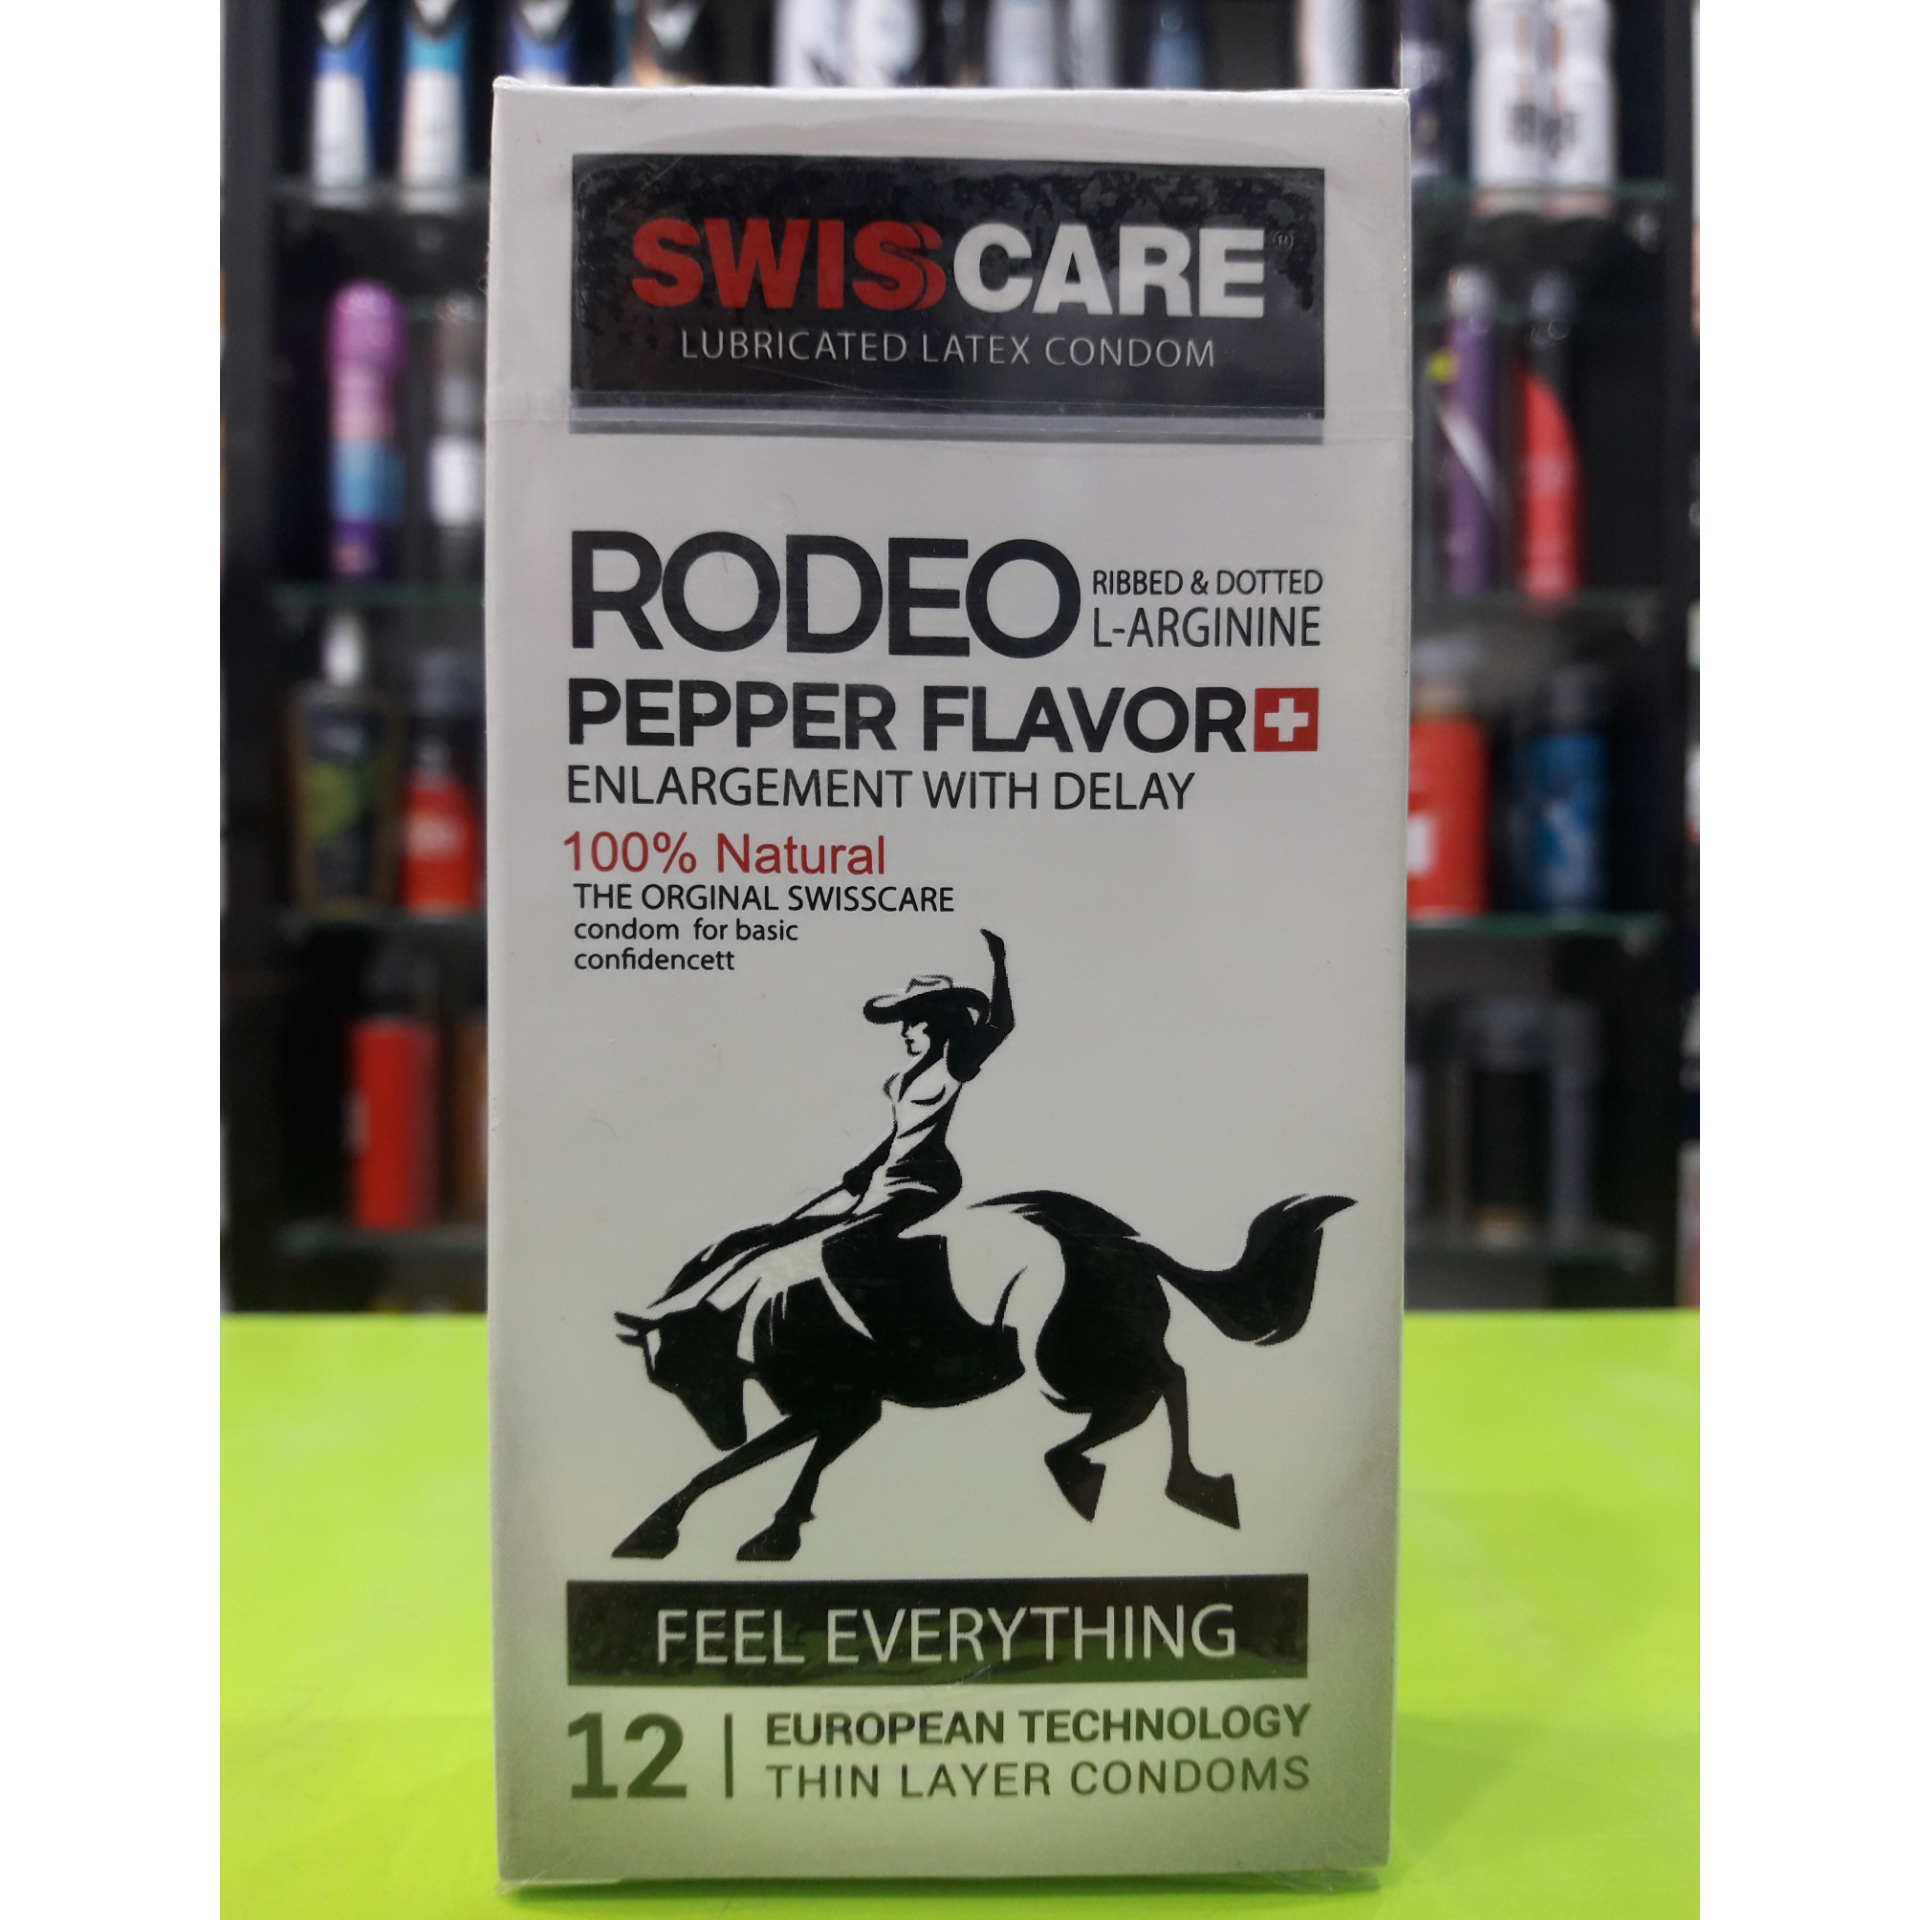 SWISSCARE®
LUBRICATED LATEX CONDOM
RODEO
RIBBED & DOTTED
L-ARGININE
PEPPER FLAVOR
ENLARGEMENT WITH DELAY
100% Natural
THE ORGINAL SWISSCARE
condom for basic
confidencett
FEEL EVERYTHING
12 | EUROPEAN TECHNOLOGY
THIN LAYER CONDOMS